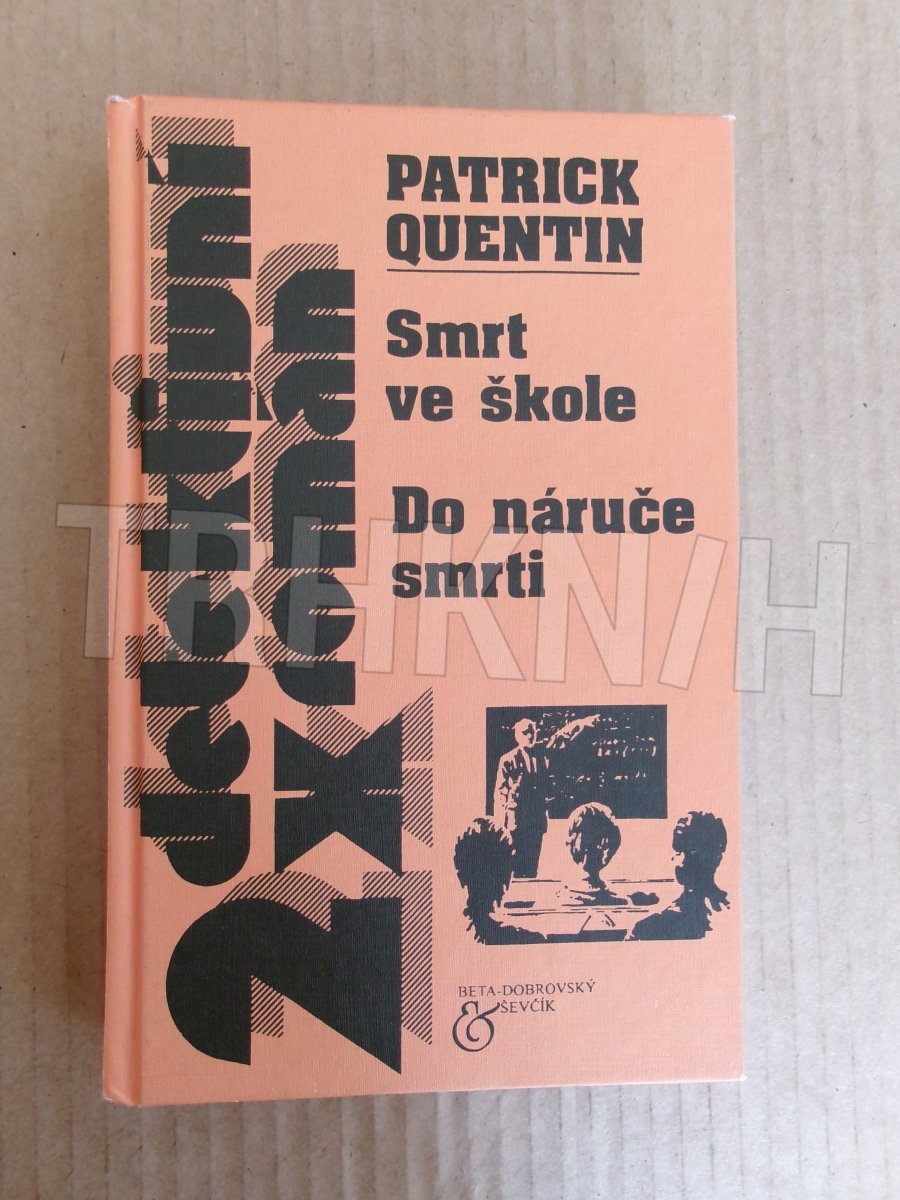 2x detektivní
román
PATRICK
QUENTIN
Smrt
ve škole
Do náruče
smrti
BETA-DOBROVSKÝ
& ŠEVČÍK
TRHKNIH